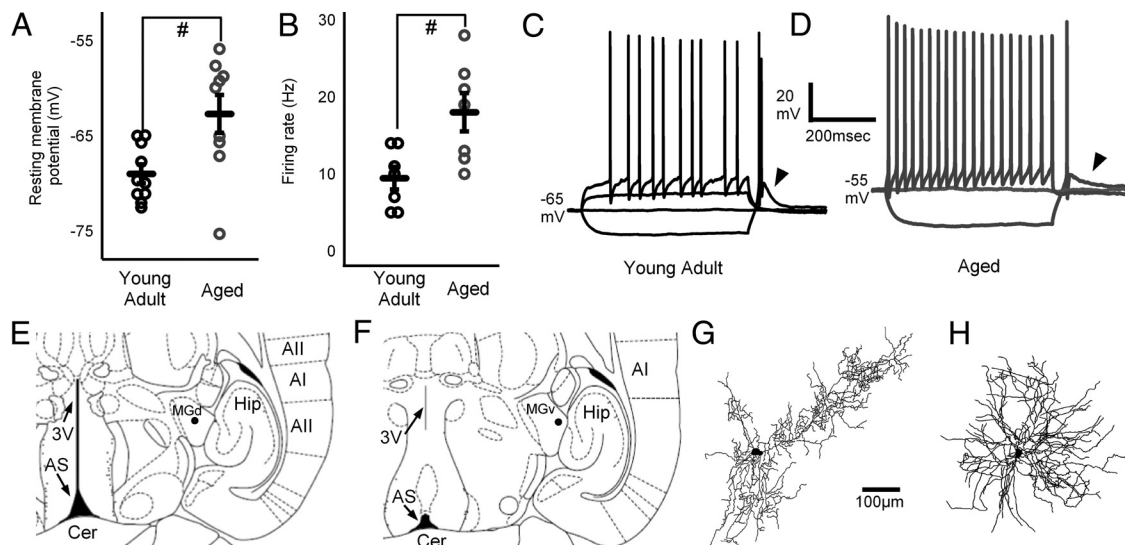 A
-55
-65
-75
Resting membrane
potential (mV)
#
Young
Adult
Aged
B
30
20
10
0
Firing rate (Hz)
#
Young
Adult
Aged
C
-65
mV
Young Adult
D
20
mV
200msec
-55
mV
Aged
E
3V
AS
Cer
MGd
Hip
AII
AI
AII
F
3V
AS
Cer
MGv
Hip
AI
G
100µm
H